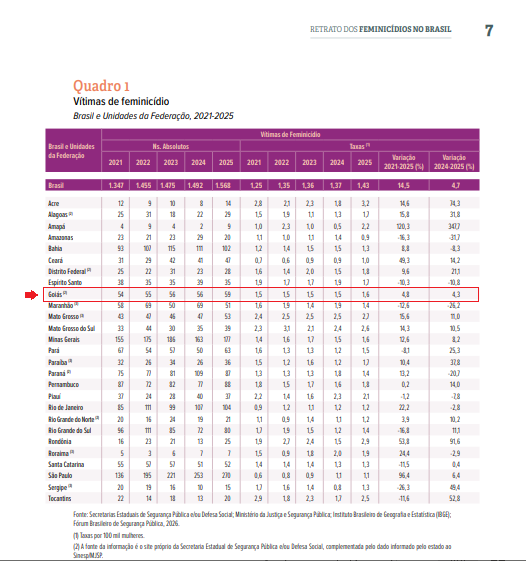 RETRATO DOS FEMINICÍDIOS NO BRASIL 7
Quadro 1
Vítimas de feminicídio
Brasil e Unidades da Federação, 2021-2025
Brasil e Unidades da Federação
Vítimas de Feminicídio
Ns. Absolutos Taxas (1) Variação 2021-2025 (%) Variação 2024-2025 (%)
2021 2022 2023 2024 2025 2021 2022 2023 2024 2025
Brasil 1.347 1.455 1.475 1.492 1.568 1,25 1,35 1,36 1,37 1,43 14,5 4,7
Acre 12 9 10 8 14 2,8 2,1 2,3 1,8 3,2 14,6 74,3
Alagoas (2) 25 31 18 22 29 1,5 1,9 1,1 1,3 1,7 15,8 31,8
Amapá 4 9 4 2 9 1,0 2,3 1,0 0,5 2,2 120,3 347,7
Amazonas 23 21 23 29 20 1,1 1,0 1,1 1,4 0,9 -16,3 -31,7
Bahia 93 107 115 111 102 1,2 1,4 1,5 1,5 1,3 8,8 -8,3
Ceará 31 29 42 41 47 0,7 0,6 0,9 0,9 1,0 49,3 14,2
Distrito Federal (2) 25 22 31 23 28 1,6 1,4 2,0 1,5 1,8 9,6 21,1
Espírito Santo 38 35 35 39 35 1,9 1,7 1,7 1,9 1,7 -10,3 -10,8
Goiás (2) 54 55 56 56 59 1,5 1,5 1,5 1,5 1,6 4,8 4,3
Maranhão (3) 58 69 50 69 51 1,6 1,9 1,4 1,9 1,4 -12,6 -26,2
Mato Grosso (3) 43 47 46 47 53 2,4 2,6 2,5 2,5 2,7 15,6 11,0
Mato Grosso do Sul 33 44 30 35 39 2,3 3,1 2,1 2,4 2,6 14,3 10,5
Minas Gerais 155 175 186 163 177 1,4 1,6 1,7 1,5 1,6 12,6 8,2
Pará 67 54 57 50 63 1,6 1,3 1,3 1,2 1,5 -8,1 25,3
Paraíba (3) 32 26 34 26 36 1,5 1,2 1,6 1,2 1,7 10,4 37,8
Paraná (2) 75 77 81 109 87 1,3 1,3 1,4 1,8 1,4 13,2 -20,7
Pernambuco 87 72 82 77 88 1,8 1,5 1,7 1,6 1,8 0,2 14,0
Piauí 37 24 28 40 37 2,2 1,4 1,6 2,3 2,1 -1,2 -7,8
Rio de Janeiro 85 111 99 107 104 0,9 1,2 1,1 1,2 1,2 22,2 -2,8
Rio Grande do Norte (3) 20 16 24 19 21 1,1 0,9 1,4 1,1 1,2 3,9 10,2
Rio Grande do Sul 96 111 85 72 80 1,7 1,9 1,5 1,2 1,4 -16,8 11,1
Rondônia 16 23 21 13 25 1,9 2,7 2,4 1,5 2,9 53,8 91,6
Roraima (3) 5 3 6 7 7 1,5 0,9 1,8 2,0 1,9 24,4 -2,9
Santa Catarina 55 57 57 51 52 1,4 1,4 1,4 1,3 1,3 -11,5 0,4
São Paulo 136 195 221 253 270 0,6 0,8 0,9 1,1 1,1 96,4 6,4
Sergipe (3) 20 19 16 10 15 1,7 1,6 1,4 0,8 1,3 -26,3 49,4
Tocantins 22 14 18 13 20 2,9 1,8 2,3 1,7 2,5 -11,6 52,8
Fonte: Secretarias Estaduais de Segurança Pública e/ou Defesa Social; Ministério da Justiça e Segurança Pública; Instituto Brasileiro de Geografia e Estatística (IBGE);
Fórum Brasileiro de Segurança Pública, 2026.
(1) Taxas por 100 mil mulheres.
(2) A fonte da informação é o site próprio da Secretaria Estadual de Segurança Pública e/ou Defesa Social, complementada pelo dado informado pelo estado ao
Sinesp/MJSP.